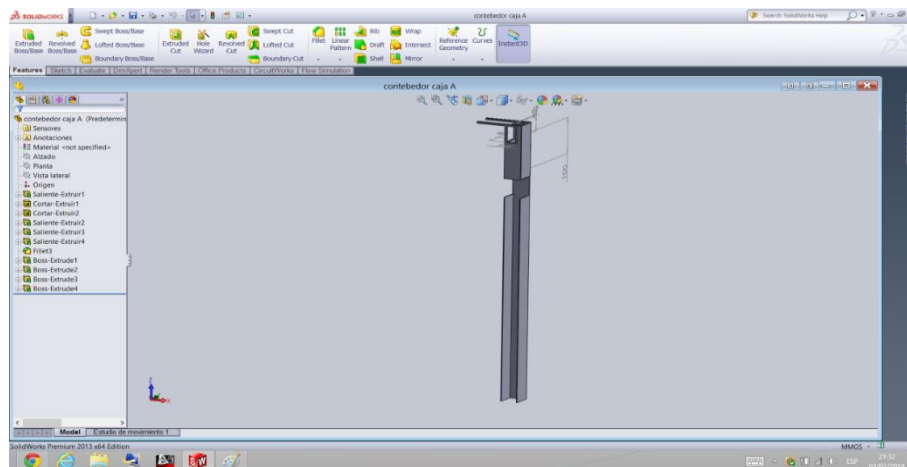 SOLIDWORKS
contebedor caja A
Search SolidWorks Help
Extruded Boss/Base
Revolved Boss/Base
Swept Boss/Base
Lofted Boss/Base
Boundary Boss/Base
Extruded Cut
Hole Wizard
Revolved Cut
Swept Cut
Lofted Cut
Boundary Cut
Fillet
Linear Pattern
Rib
Draft
Shell
Wrap
Intersect
Mirror
Reference Geometry
Curves
Instant3D
Features
Sketch
Evaluate
DimXpert
Render Tools
Office Products
CircuitWorks
Flow Simulation
contebedor caja A
contebedor caja A (Predetermin
Sensores
Anotaciones
Material <not specified>
Alzado
Planta
Vista lateral
Origen
Saliente-Extruir1
Cortar-Extruir1
Cortar-Extruir2
Saliente-Extruir2
Saliente-Extruir3
Saliente-Extruir4
Fillet3
Boss-Extrude1
Boss-Extrude2
Boss-Extrude3
Boss-Extrude4
Model
Estudio de movimiento 1
SolidWorks Premium 2013 x64 Edition
MMGS
ESP
21:32